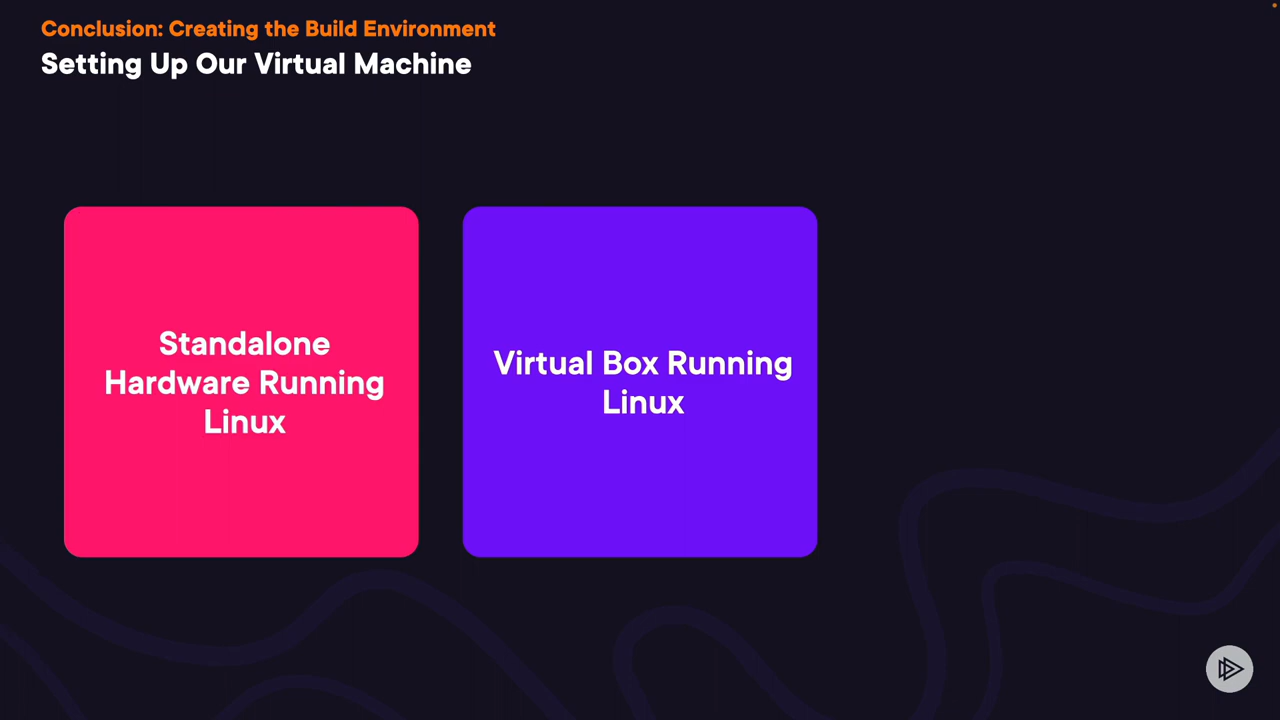 Conclusion: Creating the Build Environment
Setting Up Our Virtual Machine
Standalone
Hardware Running
Linux
Virtual Box Running
Linux